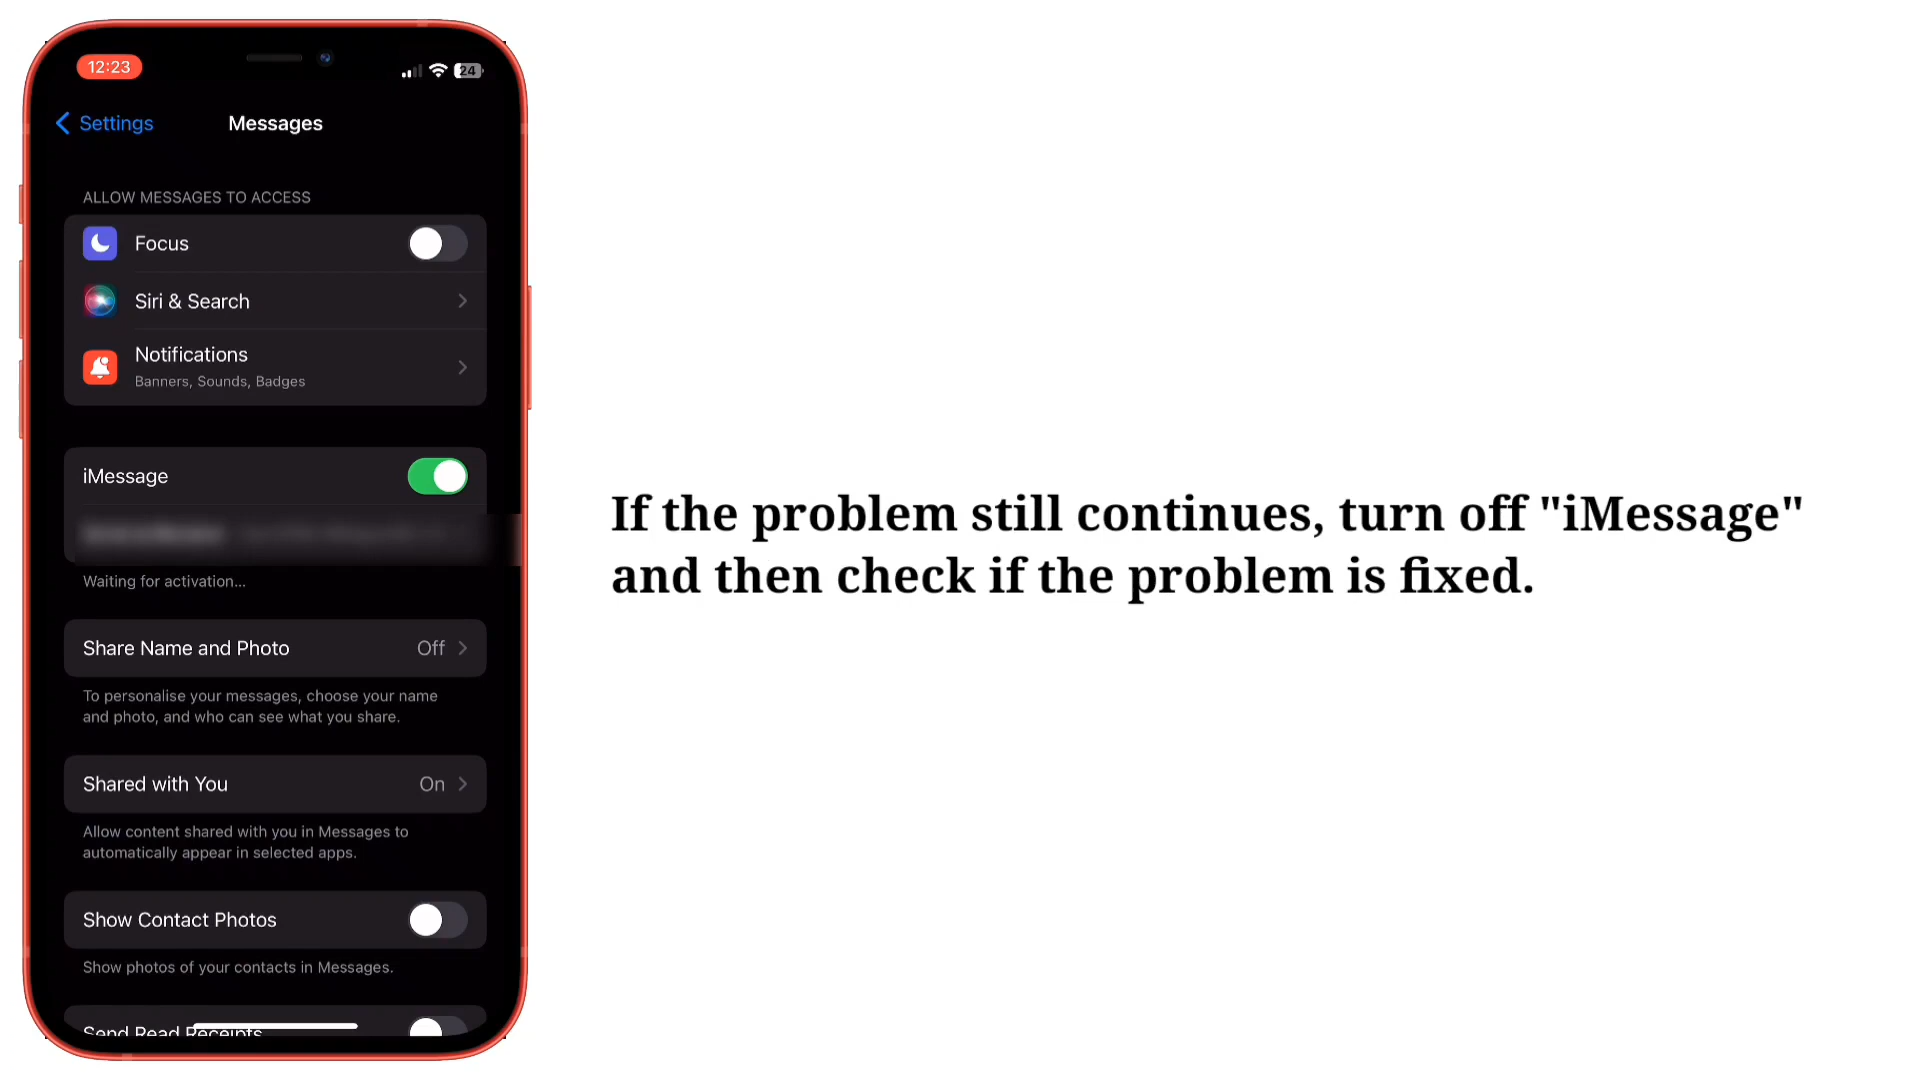 12:23
24
Settings
Messages
ALLOW MESSAGES TO ACCESS
Focus
Siri & Search
Notifications
Banners, Sounds, Badges
iMessage
Waiting for activation...
Share Name and Photo Off
To personalise your messages, choose your name
and photo, and who can see what you share.
Shared with You On
Allow content shared with you in Messages to
automatically appear in selected apps.
Show Contact Photos
Show photos of your contacts in Messages.
Send Read Receipts
If the problem still continues, turn off "iMessage"
and then check if the problem is fixed.